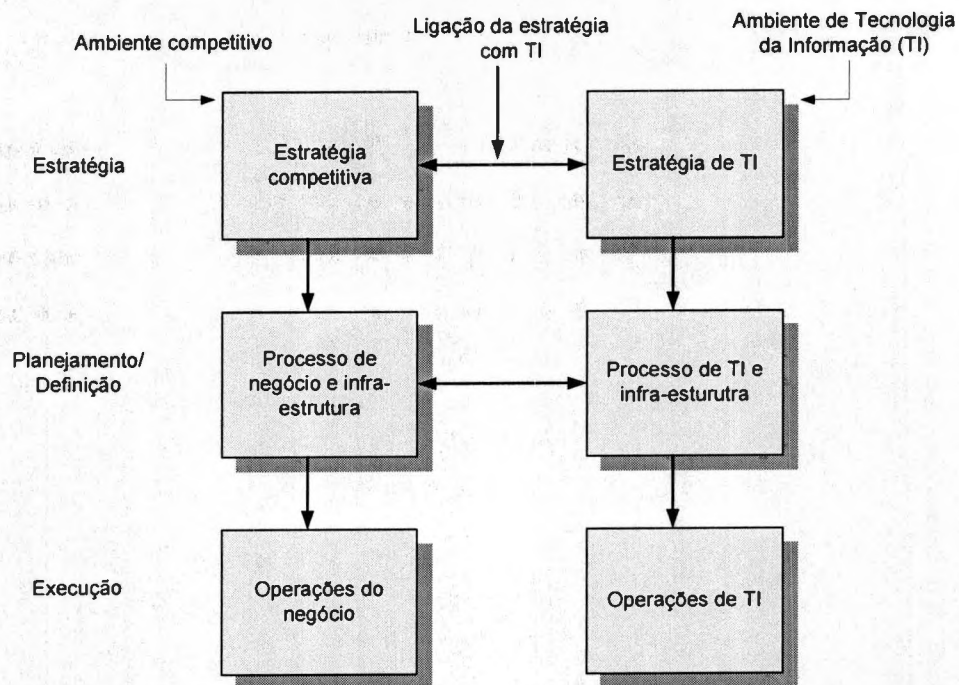 Ambiente competitivo
Ligação da estratégia
com TI
Ambiente de Tecnologia
da Informação (TI)
Estratégia
Estratégia
competitiva
Estratégia de TI
Planejamento/
Definição
Processo de
negócio e infra-
estrutura
Processo de TI e
infra-esturutra
Execução
Operações do
negócio
Operações de TI